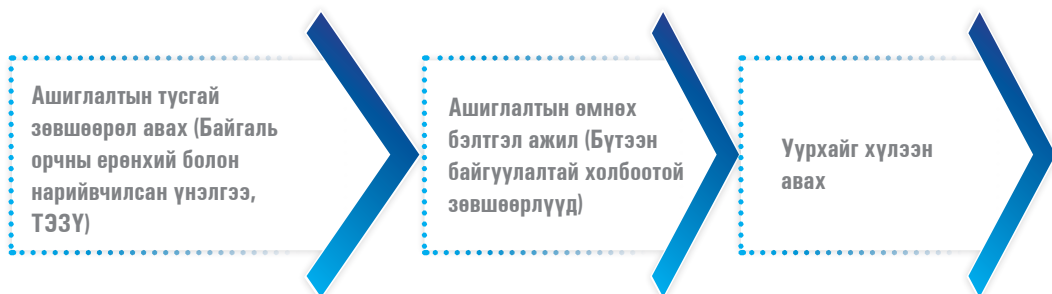 Ашиглалтын тусгай
зөвшөөрөл авах (Байгаль
орчны ерөнхий болон
нарийвчилсан үнэлгээ,
ТЭЗҮ)
Ашиглалтын өмнөх
бэлтгэл ажил (Бүтээн
байгуулалтай холбоотой
зөвшөөрлүүд)
Уурхайг хүлээн
авах